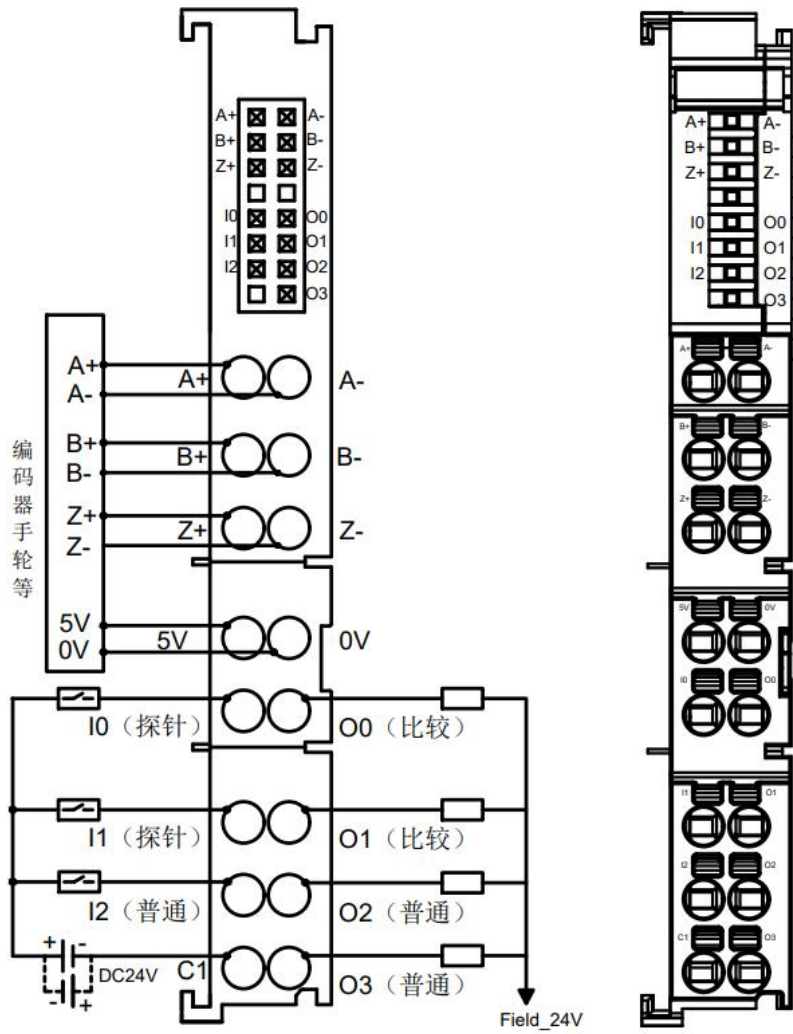 A+ A-
B+ B-
Z+ Z-
I0 O0
I1 O1
I2 O2
O3
编码器手轮等
A+
A-
B+
B-
Z+
Z-
5V
0V
A+ A-
B+ B-
Z+ Z-
5V 0V
I0（探针） O0（比较）
I1（探针） O1（比较）
I2（普通） O2（普通）
C1 O3（普通）
+ -
DC24V
- +
Field_24V
A+ A-
B+ B-
Z+ Z-
I0 O0
I1 O1
I2 O2
O3
A+ A-
B+ B-
Z+ Z-
5V 0V
I0 O0
I1 O1
I2 O2
C1 O3